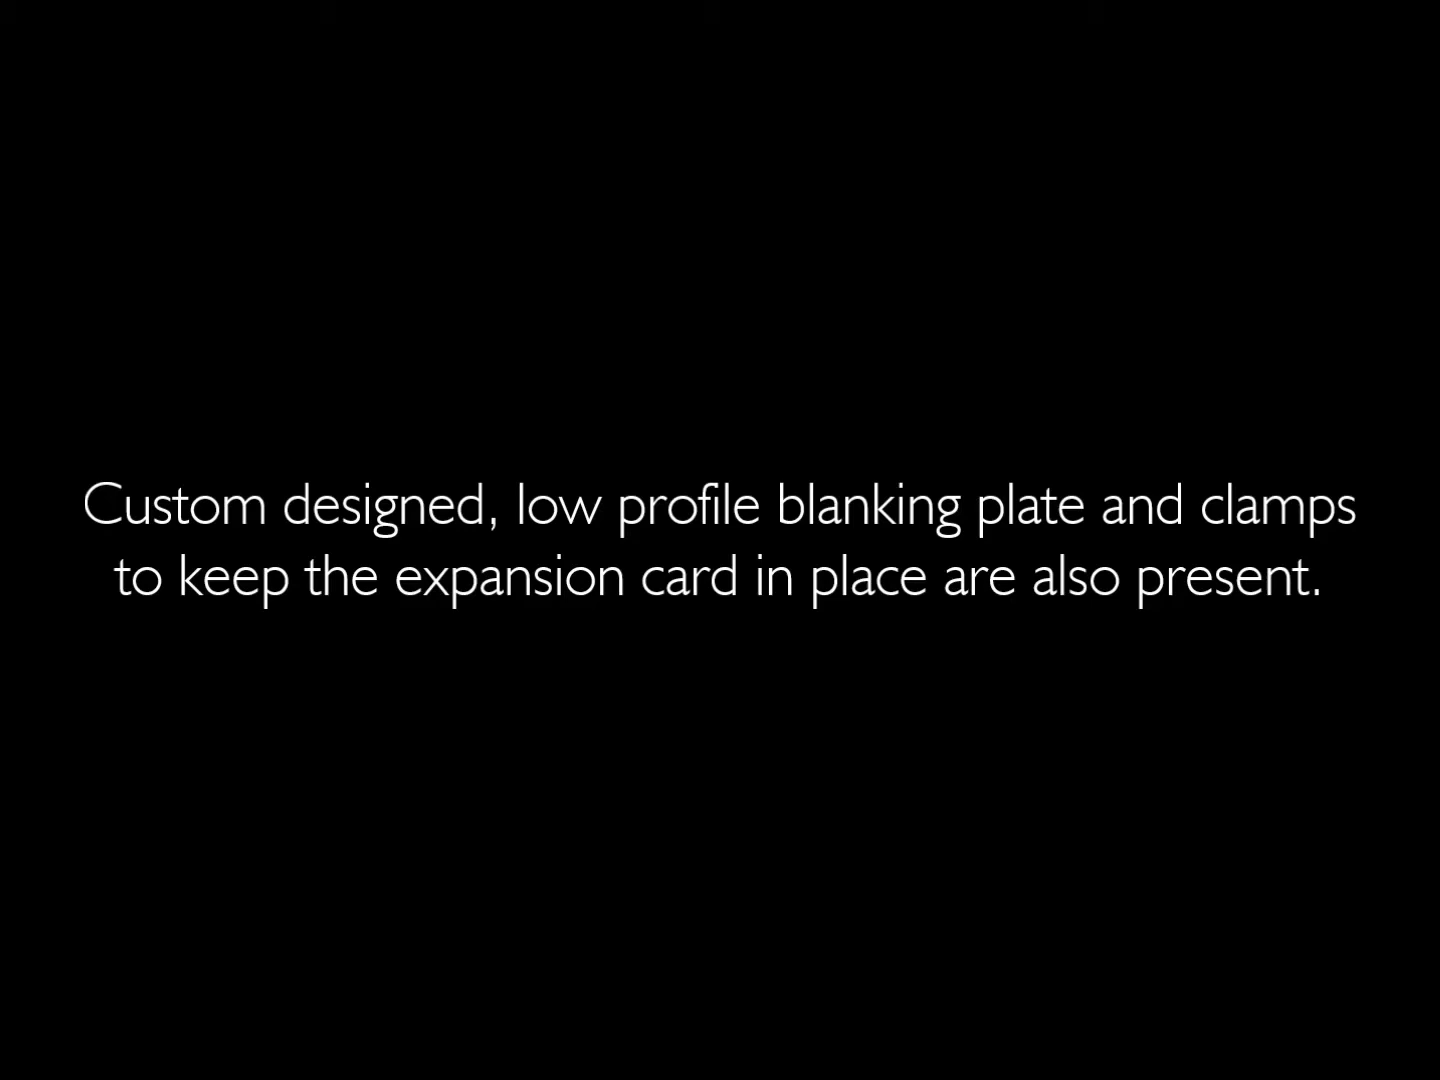 Custom designed, low profile blanking plate and clamps
to keep the expansion card in place are also present.